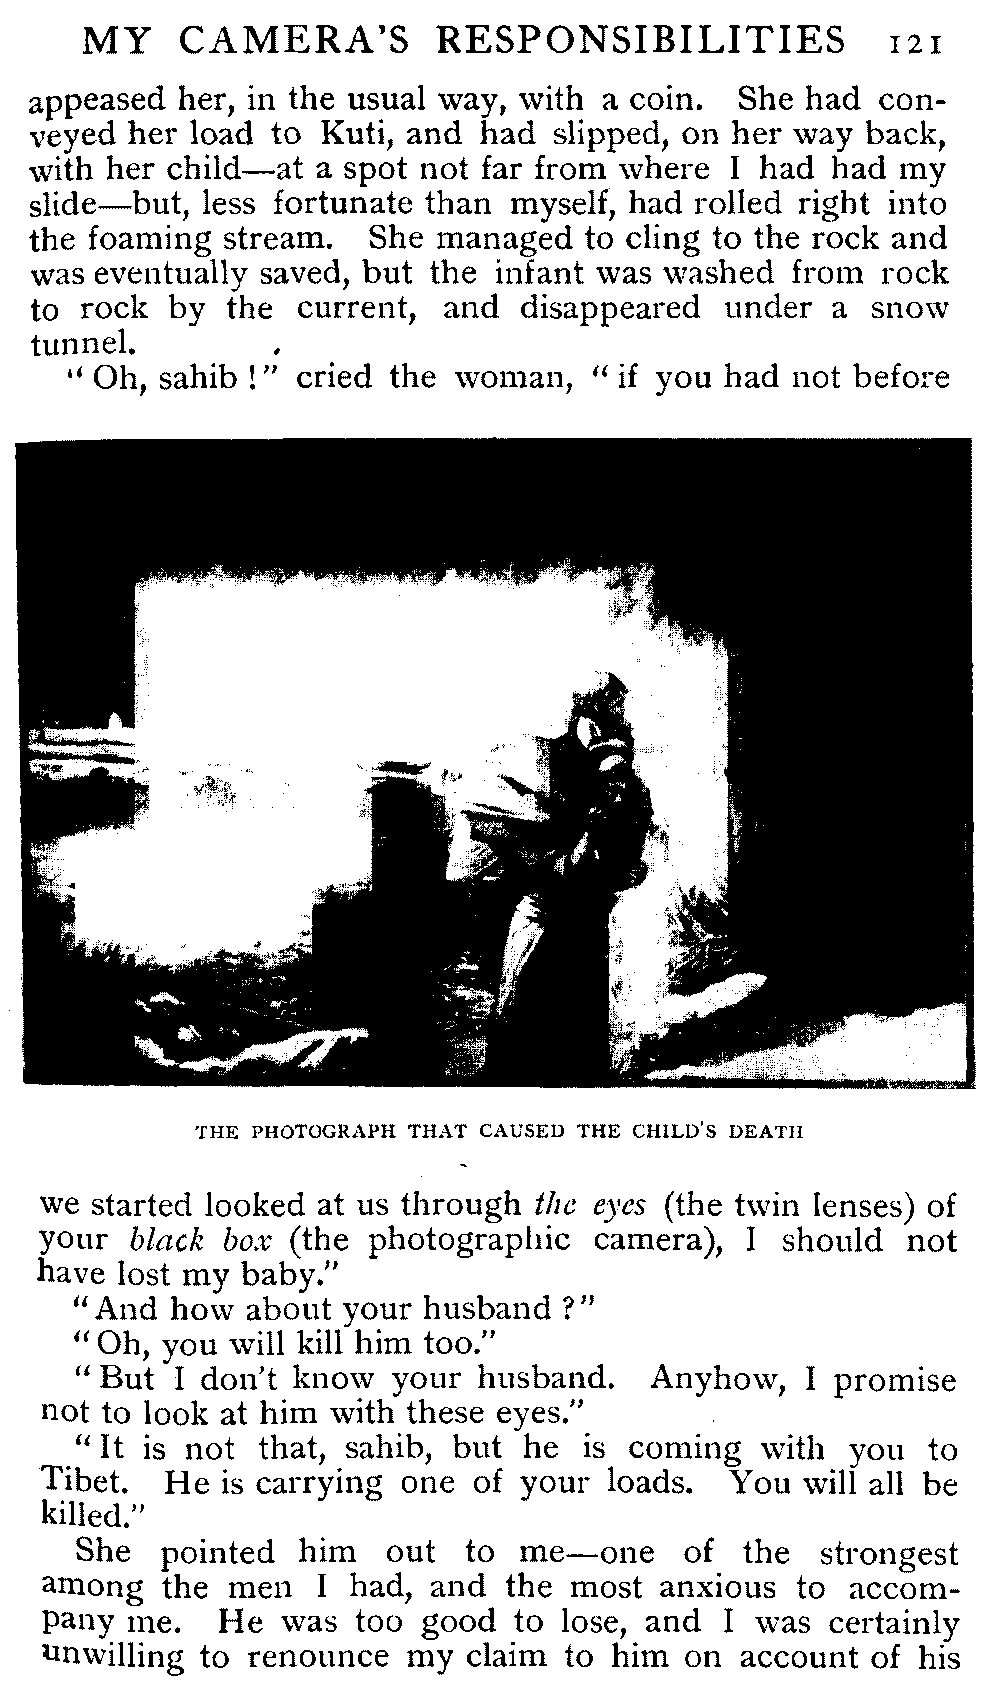 MY CAMERA'S RESPONSIBILITIES 121
appeased her, in the usual way, with a coin. She had con-
veyed her load to Kuti, and had slipped, on her way back,
with her child—at a spot not far from where I had had my
slide—but, less fortunate than myself, had rolled right into
the foaming stream. She managed to cling to the rock and
was eventually saved, but the infant was washed from rock
to rock by the current, and disappeared under a snow
tunnel.
"Oh, sahib!" cried the woman, "if you had not before
THE PHOTOGRAPH THAT CAUSED THE CHILD'S DEATH
we started looked at us through the eyes (the twin lenses) of
your black box (the photographic camera), I should not
have lost my baby."
"And how about your husband?"
"Oh, you will kill him too."
"But I don't know your husband. Anyhow, I promise
not to look at him with these eyes."
"It is not that, sahib, but he is coming with you to
Tibet. He is carrying one of your loads. You will all be
killed."
She pointed him out to me—one of the strongest
among the men I had, and the most anxious to accom-
pany me. He was too good to lose, and I was certainly
unwilling to renounce my claim to him on account of his